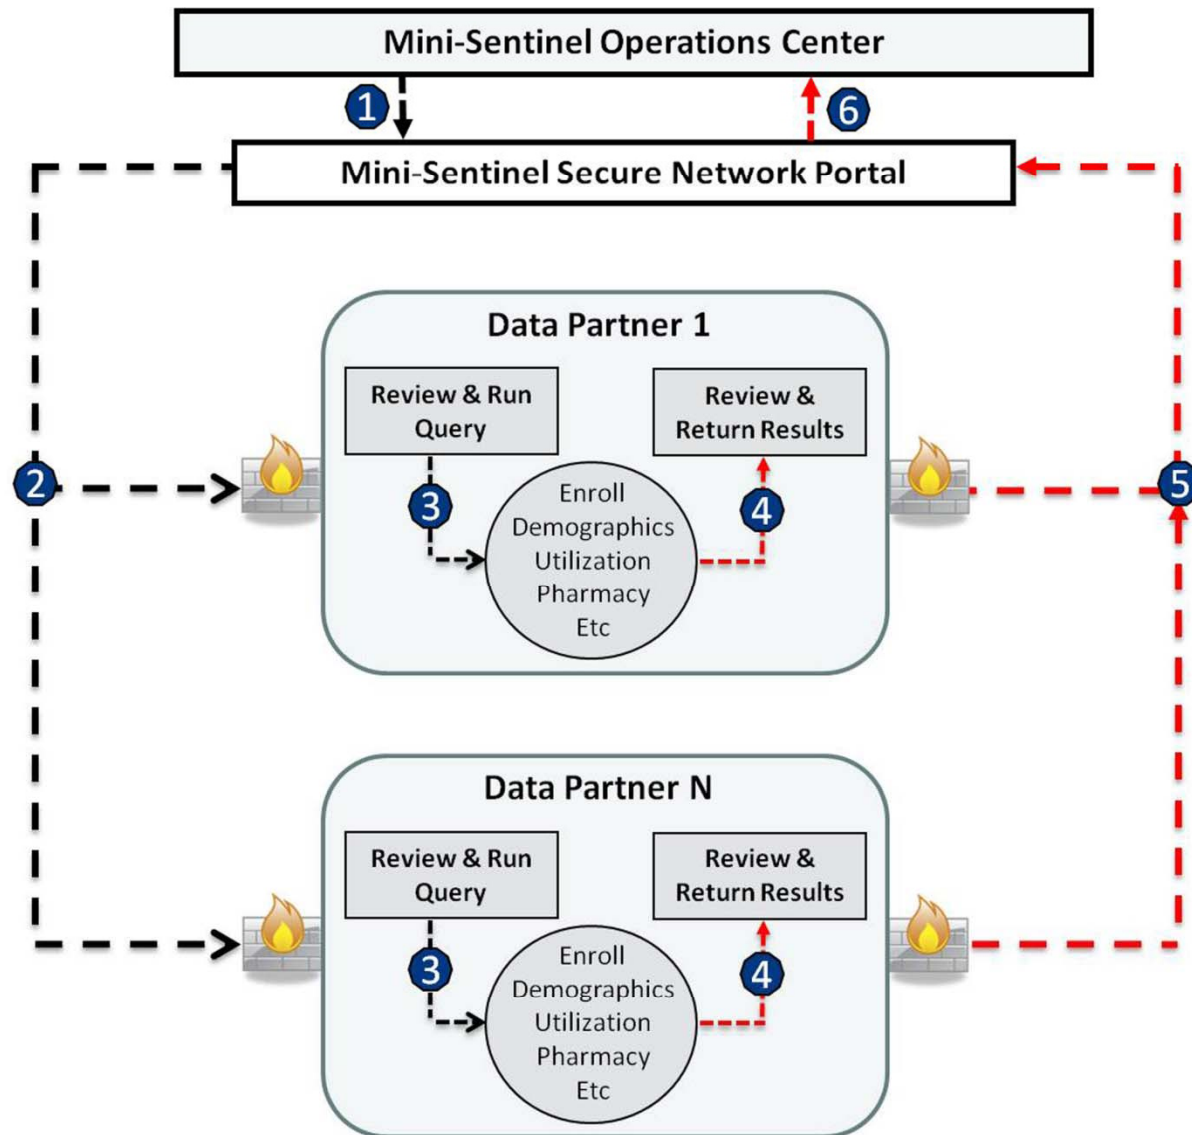 Mini-Sentinel Operations Center
1
6
Mini-Sentinel Secure Network Portal
Data Partner 1
Review & Run
Query
Review &
Return Results
2
3
4
5
Enroll
Demographics
Utilization
Pharmacy
Etc
Data Partner N
Review & Run
Query
Review &
Return Results
3
4
Enroll
Demographics
Utilization
Pharmacy
Etc